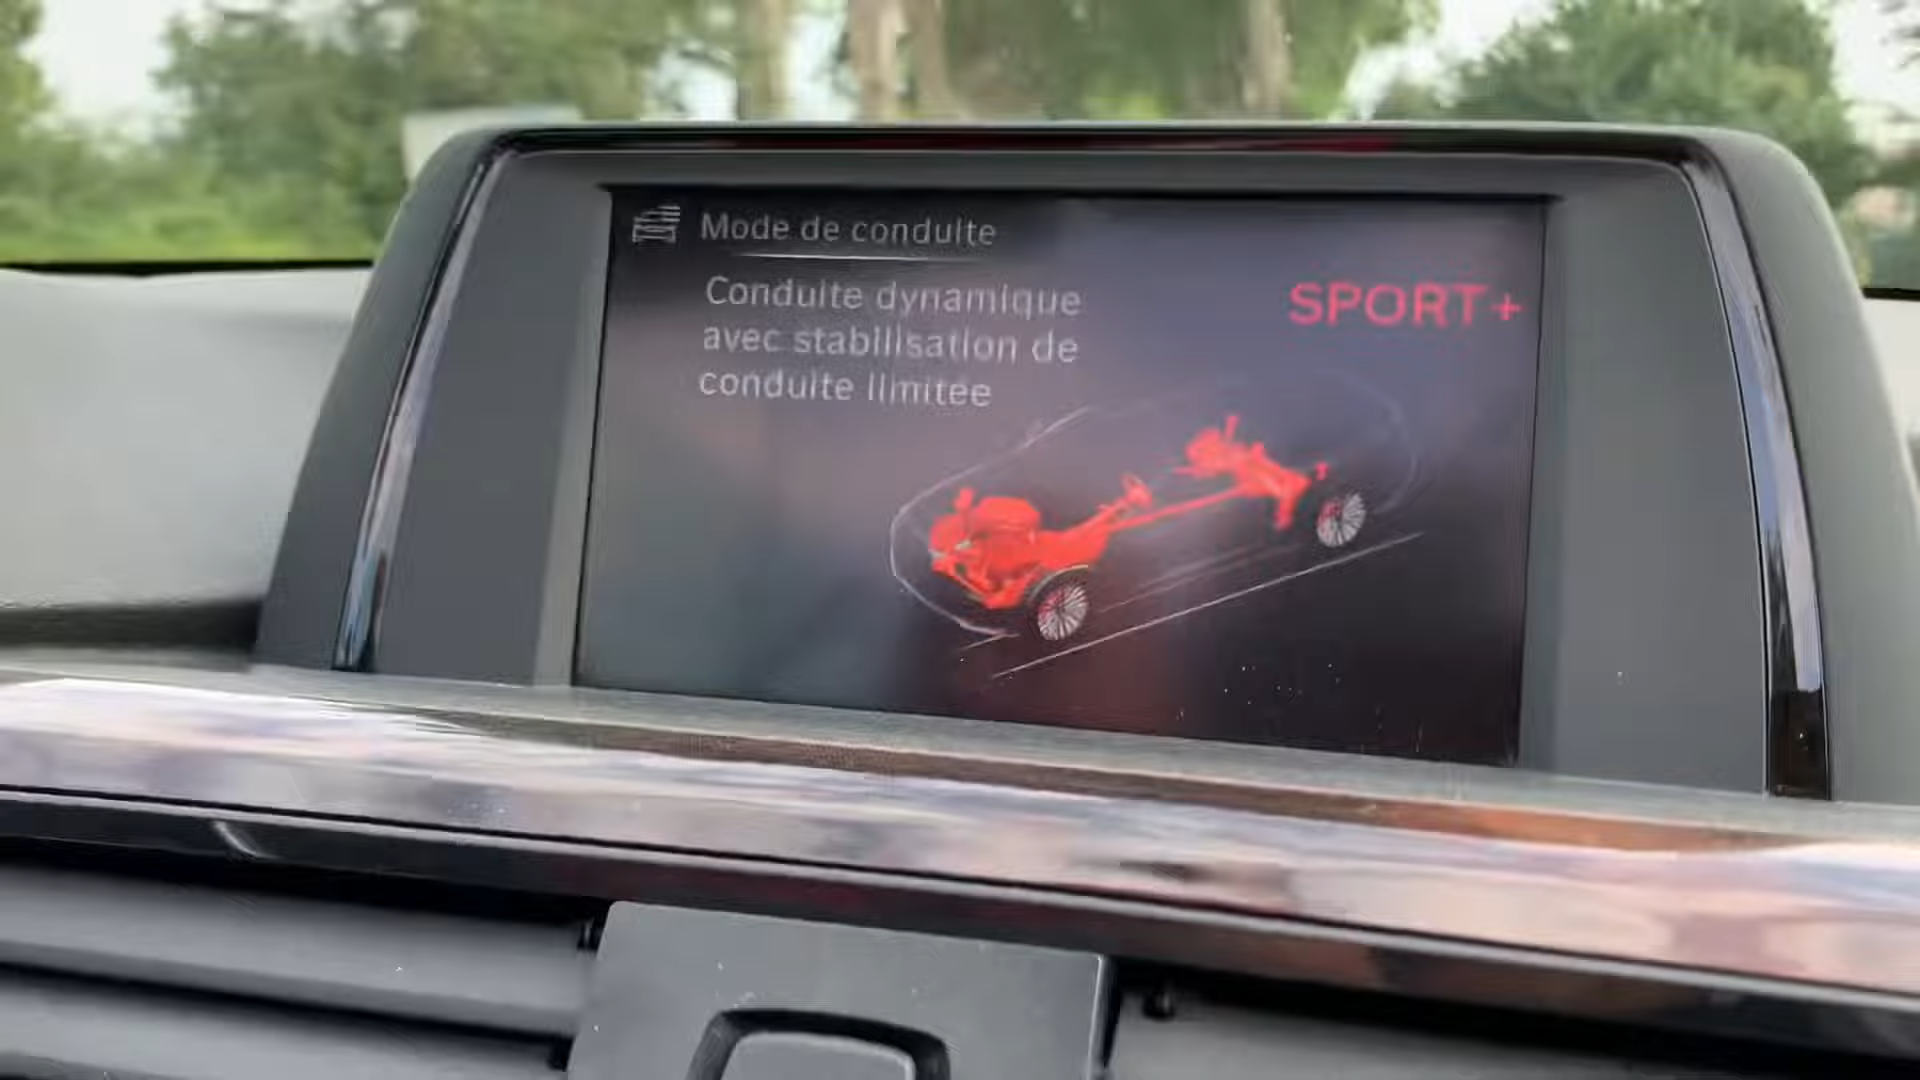 Mode de conduite
Conduite dynamique
avec stabilisation de
conduite limitée
SPORT+